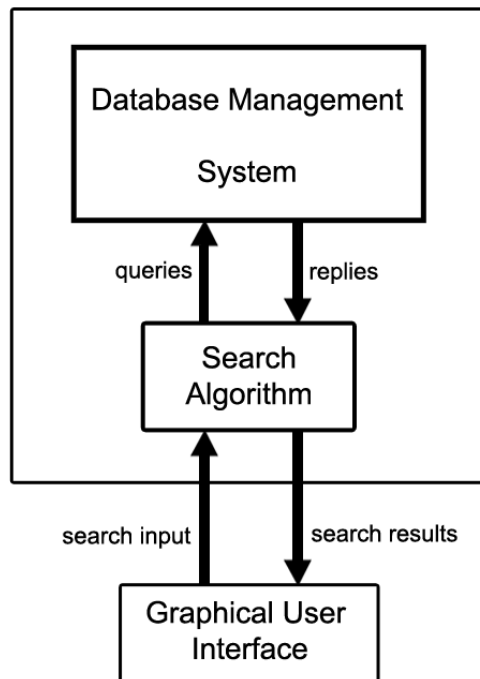 Database Management
System
queries
replies
Search
Algorithm
search input
search results
Graphical User
Interface